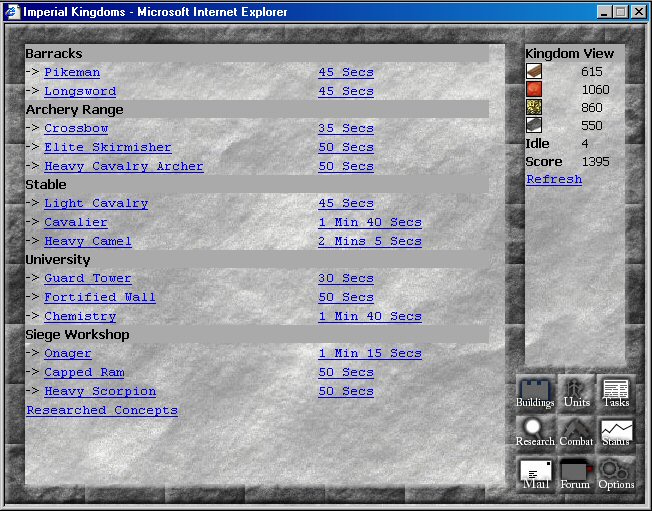 Imperial Kingdoms - Microsoft Internet Explorer
Barracks
-> Pikeman 45 Secs
-> Longsword 45 Secs
Archery Range
-> Crossbow 35 Secs
-> Elite Skirmisher 50 Secs
-> Heavy Cavalry Archer 50 Secs
Stable
-> Light Cavalry 45 Secs
-> Cavalier 1 Min 40 Secs
-> Heavy Camel 2 Mins 5 Secs
University
-> Guard Tower 30 Secs
-> Fortified Wall 50 Secs
-> Chemistry 1 Min 40 Secs
Siege Workshop
-> Onager 1 Min 15 Secs
-> Capped Ram 50 Secs
-> Heavy Scorpion 50 Secs
Researched Concepts
Kingdom View
615
1060
860
550
Idle 4
Score 1395
Refresh
Buildings Units Tasks
Research Combat Status
Mail Forum Options